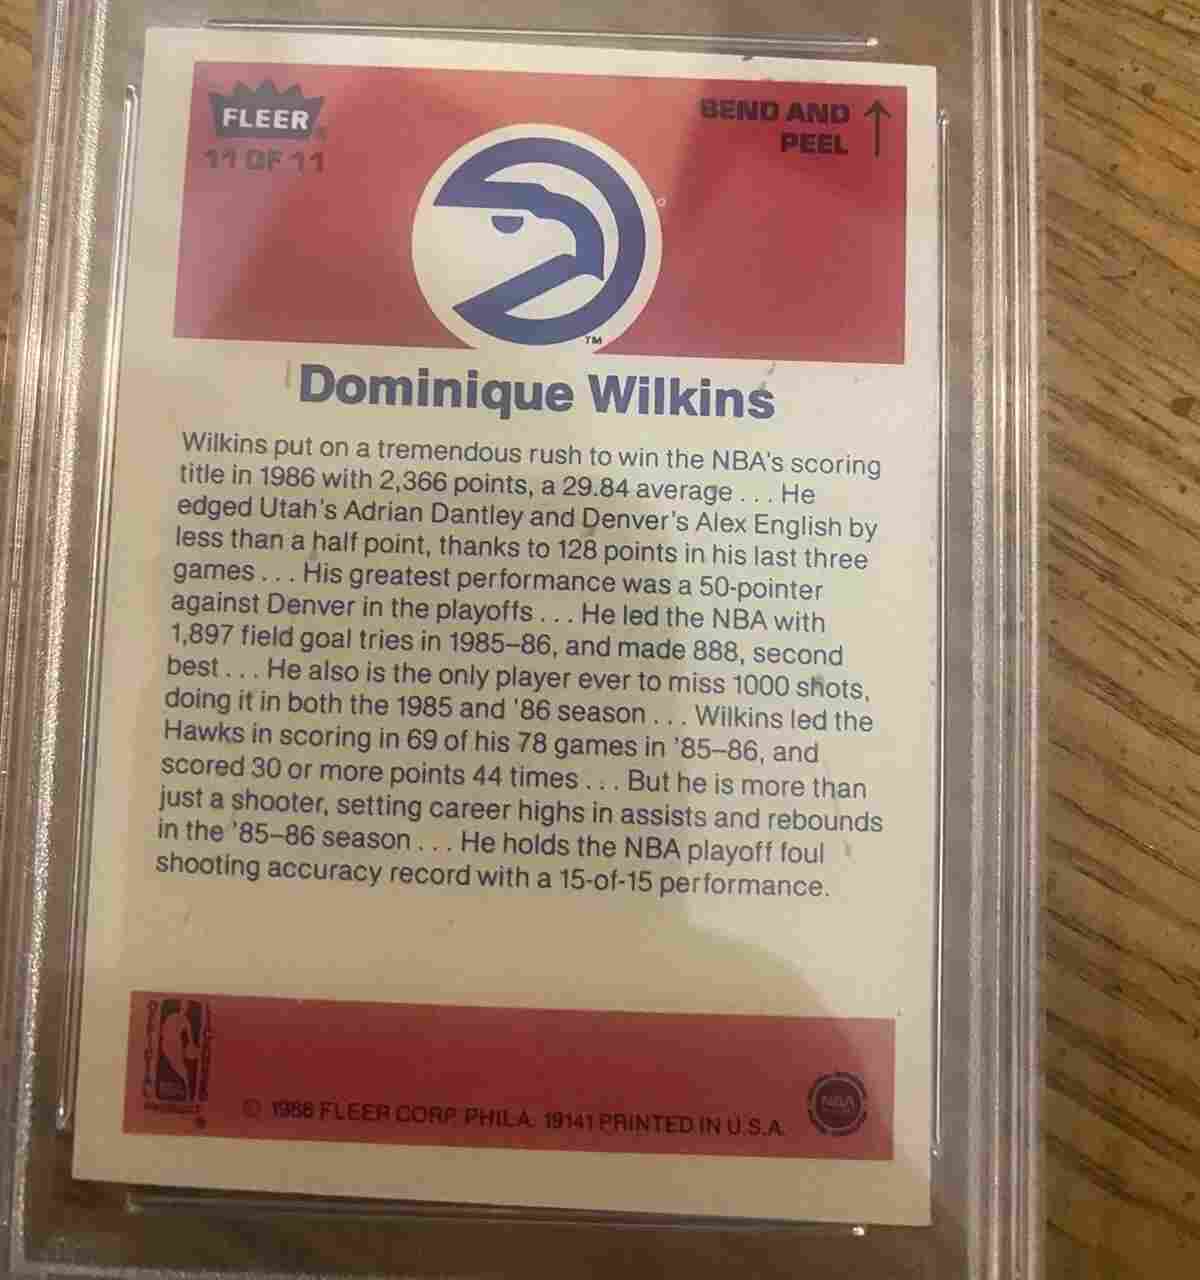 FLEER
11 OF 11
BEND AND
PEEL
TM
Dominique Wilkins
Wilkins put on a tremendous rush to win the NBA's scoring
title in 1986 with 2,366 points, a 29.84 average . . . He
edged Utah's Adrian Dantley and Denver's Alex English by
less than a half point, thanks to 128 points in his last three
games . . . His greatest performance was a 50-pointer
against Denver in the playoffs . . . He led the NBA with
1,897 field goal tries in 1985–86, and made 888, second
best . . . He also is the only player ever to miss 1000 shots,
doing it in both the 1985 and '86 season . . . Wilkins led the
Hawks in scoring in 69 of his 78 games in '85–86, and
scored 30 or more points 44 times . . . But he is more than
just a shooter, setting career highs in assists and rebounds
in the '85–86 season . . . He holds the NBA playoff foul
shooting accuracy record with a 15-of-15 performance.
© 1986 FLEER CORP. PHILA. 19141 PRINTED IN U.S.A.
NBA